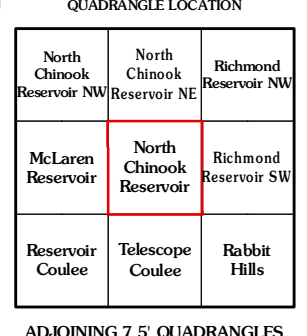 QUADRANGLE LOCATION
North
Chinook
Reservoir NW
North
Chinook
Reservoir NE
Richmond
Reservoir NW
McLaren
Reservoir
North
Chinook
Reservoir
Richmond
Reservoir SW
Reservoir
Coulee
Telescope
Coulee
Rabbit
Hills
ADJOINING 7.5' QUADRANGLES